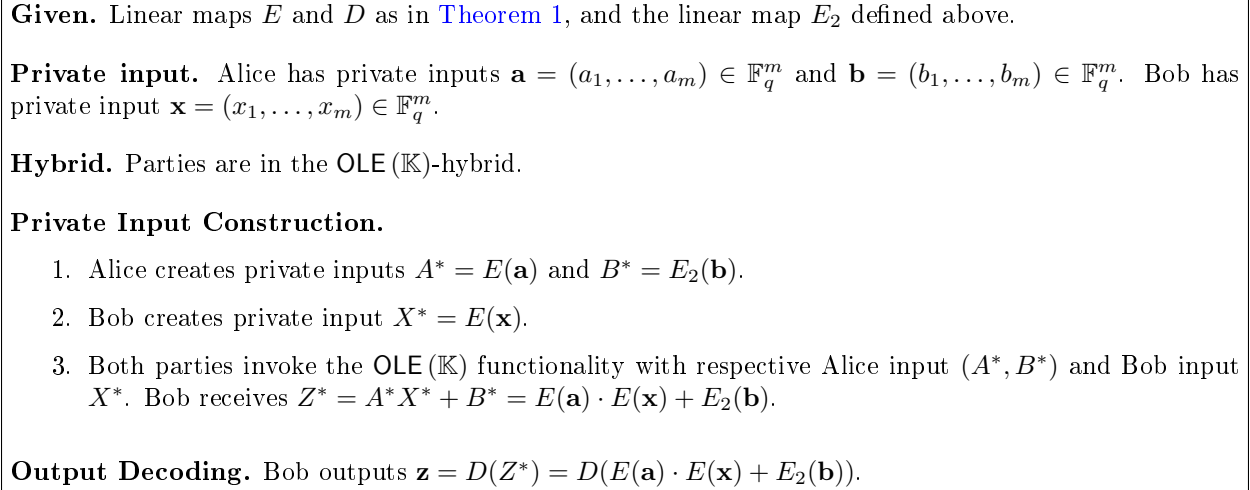 Given. Linear maps E and D as in Theorem 1, and the linear map E₂ defined above.
Private input. Alice has private inputs a = (a₁, . . . , aₘ) ∈ 𝔽_q^m and b = (b₁, . . . , bₘ) ∈ 𝔽_q^m. Bob has
private input x = (x₁, . . . , xₘ) ∈ 𝔽_q^m.
Hybrid. Parties are in the OLE (𝕂)-hybrid.
Private Input Construction.
1. Alice creates private inputs A* = E(a) and B* = E₂(b).
2. Bob creates private input X* = E(x).
3. Both parties invoke the OLE (𝕂) functionality with respective Alice input (A*, B*) and Bob input
X*. Bob receives Z* = A*X* + B* = E(a) · E(x) + E₂(b).
Output Decoding. Bob outputs z = D(Z*) = D(E(a) · E(x) + E₂(b)).